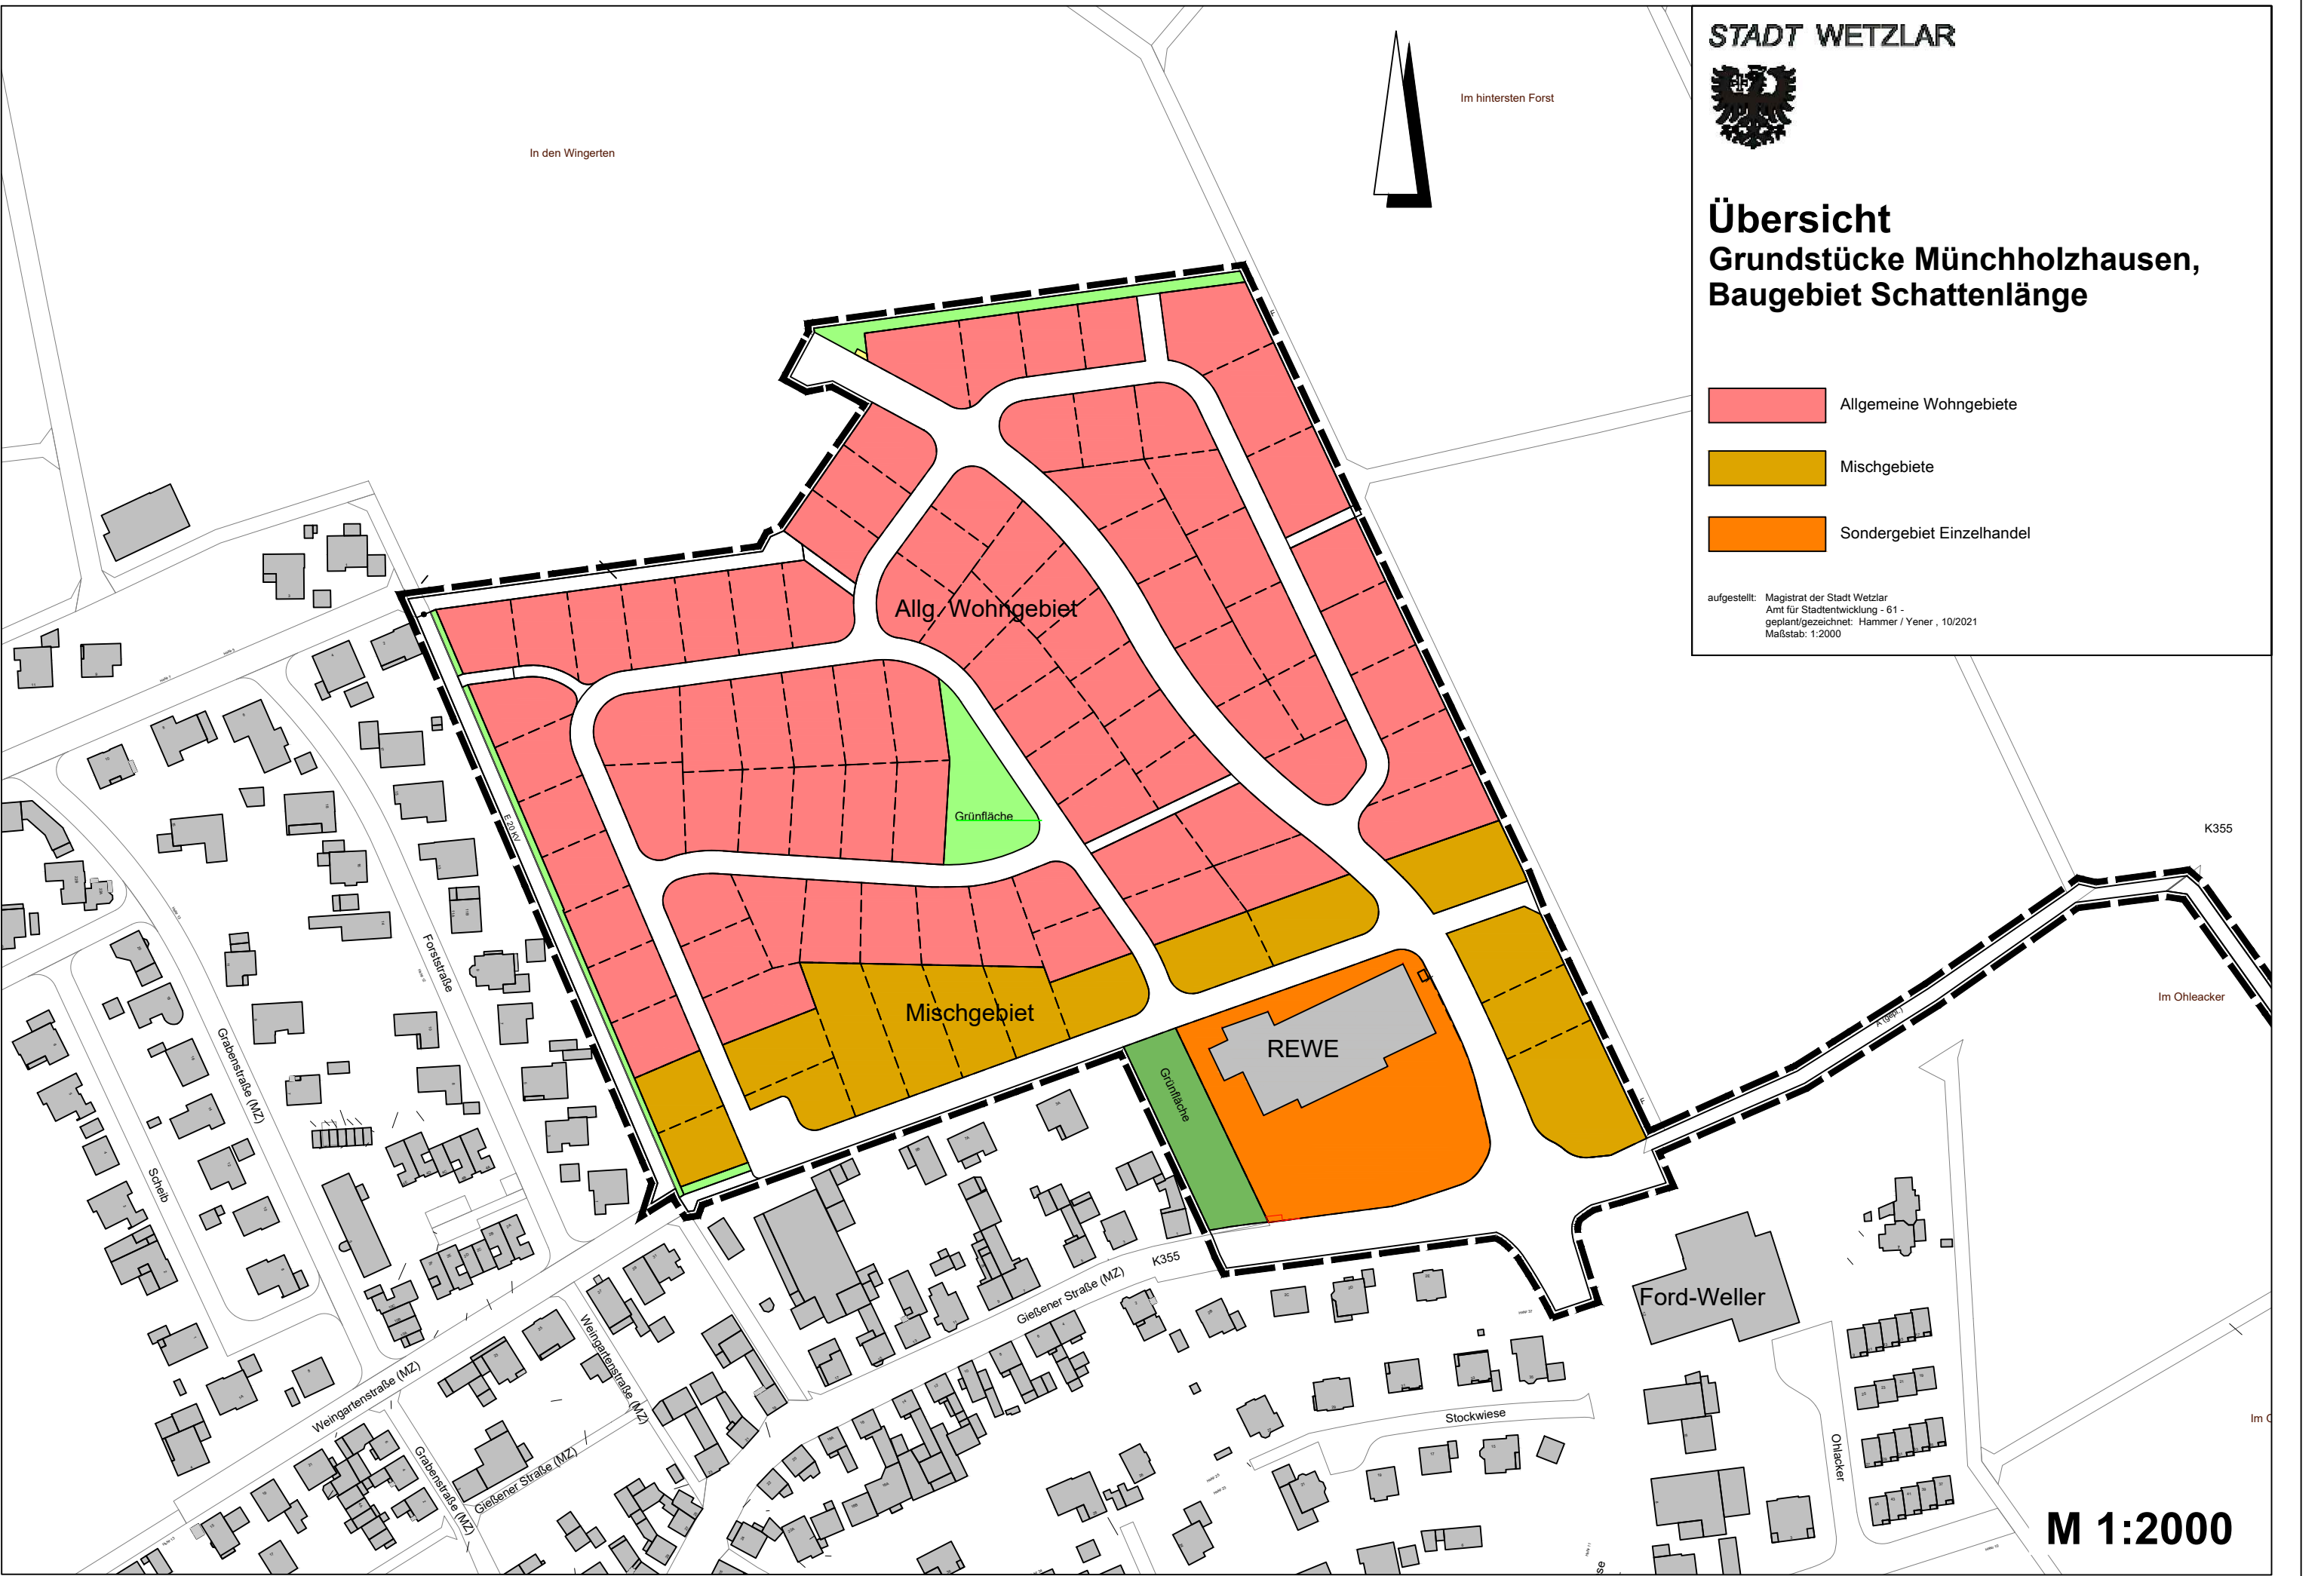 STADT WETZLAR
Übersicht
Grundstücke Münchholzhausen,
Baugebiet Schattenlänge
Allgemeine Wohngebiete
Mischgebiete
Sondergebiet Einzelhandel
aufgestellt: Magistrat der Stadt Wetzlar
Amt für Stadtentwicklung - 61 -
geplant/gezeichnet: Hammer / Yener , 10/2021
Maßstab: 1:2000
Im hintersten Forst
In den Wingerten
Allg. Wohngebiet
Grünfläche
E 20 KV
K355
Forststraße
Im Ohleacker
Mischgebiet
A (gepl.)
REWE
Grünfläche
Grabenstraße (MZ)
Scheib
K355
Gießener Straße (MZ)
Ford-Weller
Weingartenstraße (MZ)
Weingartenstraße (MZ)
Stockwiese
Ohlacker
Grabenstraße (MZ)
Gießener Straße (MZ)
M 1:2000